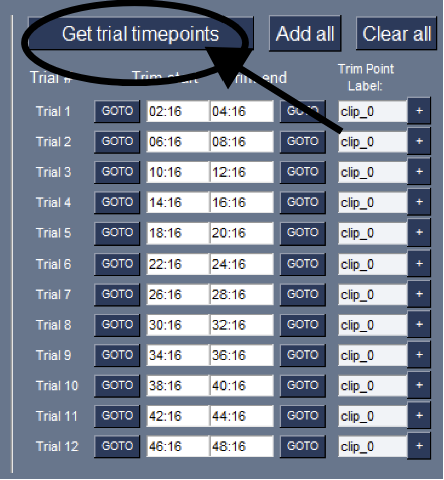 Get trial timepoints Add all Clear all
Trial # Trim start Trim end Trim Point Label:
Trial 1 GOTO 02:16 04:16 GOTO clip_0 +
Trial 2 GOTO 06:16 08:16 GOTO clip_0 +
Trial 3 GOTO 10:16 12:16 GOTO clip_0 +
Trial 4 GOTO 14:16 16:16 GOTO clip_0 +
Trial 5 GOTO 18:16 20:16 GOTO clip_0 +
Trial 6 GOTO 22:16 24:16 GOTO clip_0 +
Trial 7 GOTO 26:16 28:16 GOTO clip_0 +
Trial 8 GOTO 30:16 32:16 GOTO clip_0 +
Trial 9 GOTO 34:16 36:16 GOTO clip_0 +
Trial 10 GOTO 38:16 40:16 GOTO clip_0 +
Trial 11 GOTO 42:16 44:16 GOTO clip_0 +
Trial 12 GOTO 46:16 48:16 GOTO clip_0 +